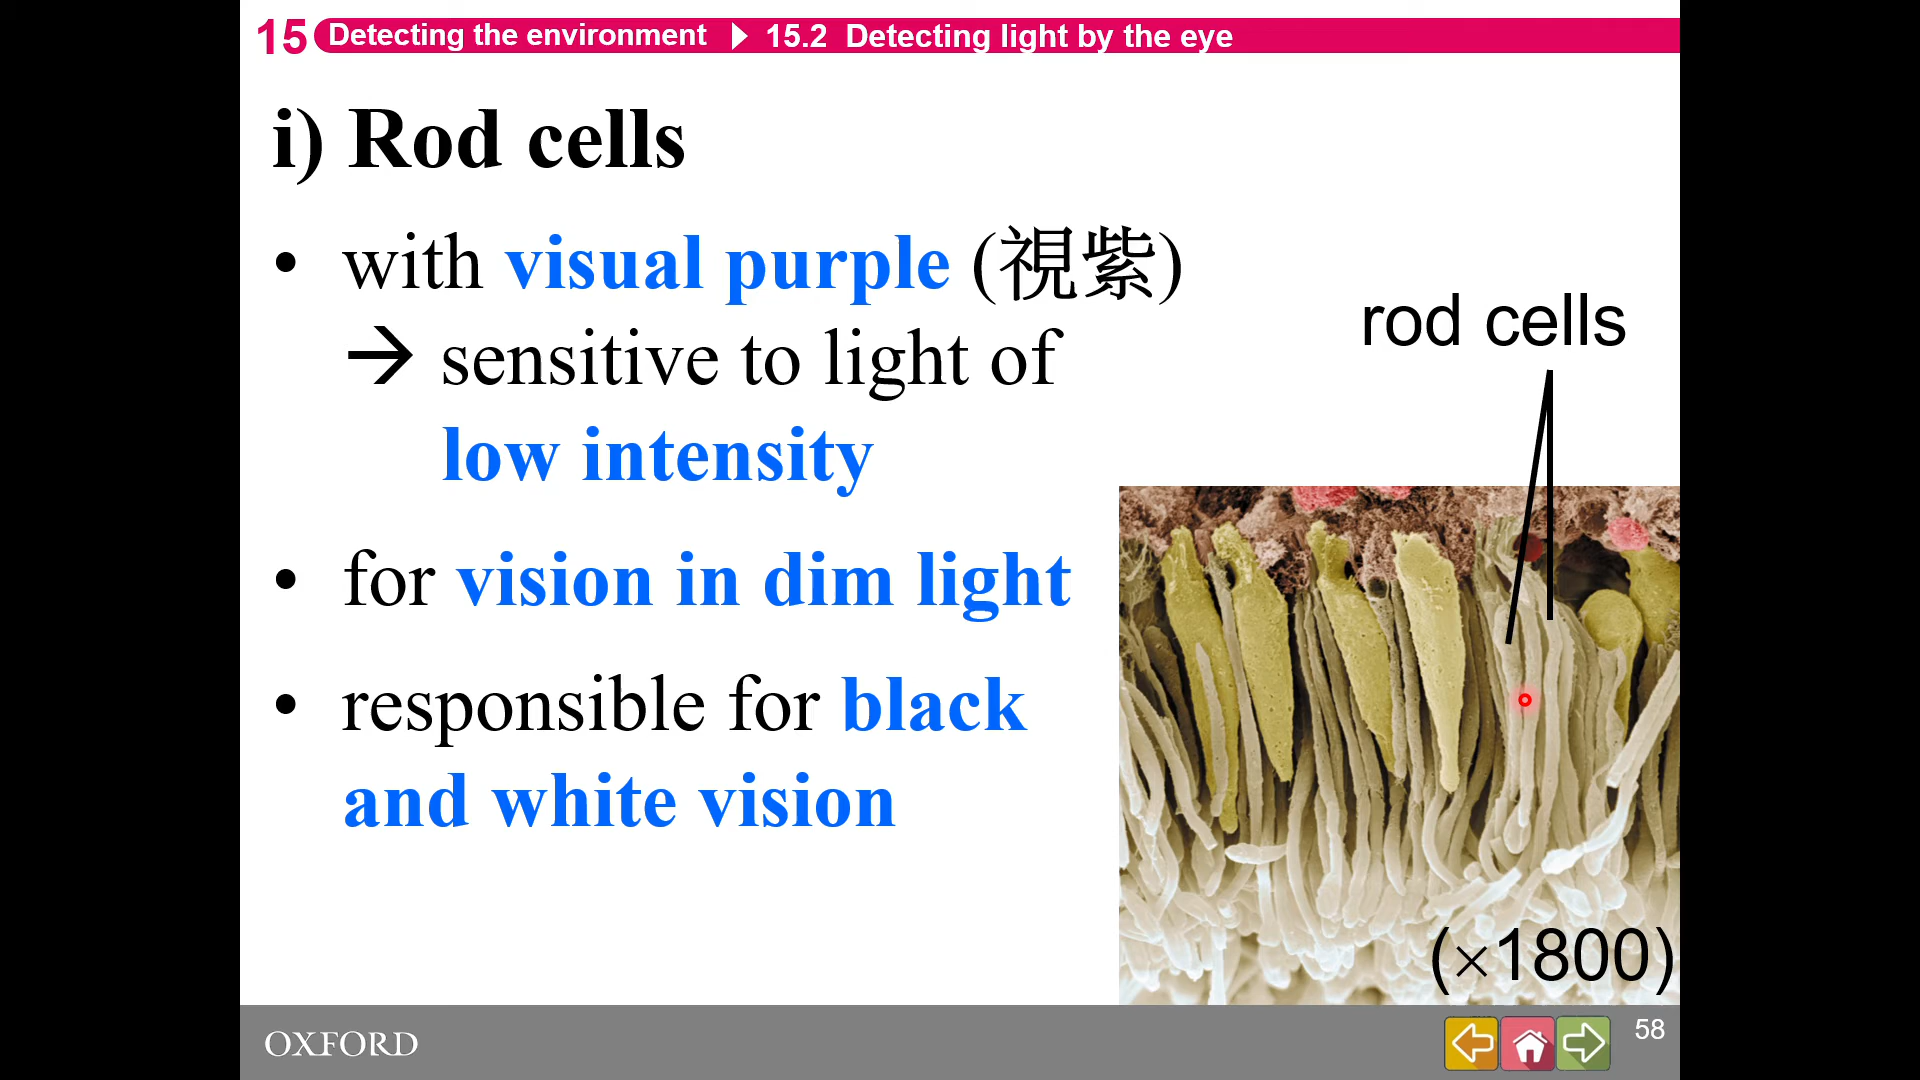 15 Detecting the environment 15.2 Detecting light by the eye
i) Rod cells
• with visual purple (視紫)
→ sensitive to light of
low intensity
• for vision in dim light
• responsible for black
and white vision
rod cells
(×1800)
OXFORD
58